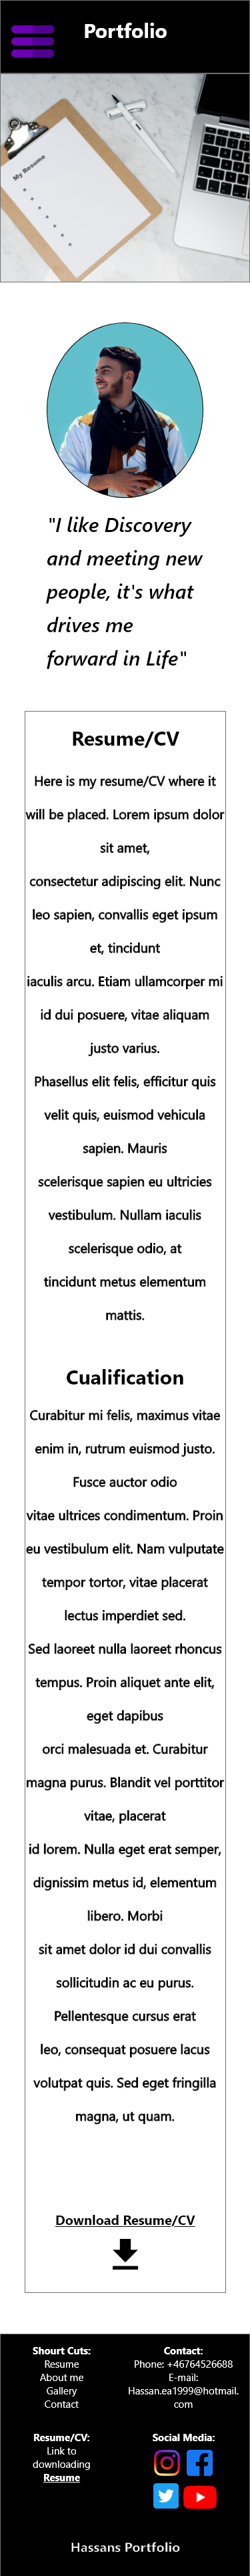 Portfolio
My Resume
"I like Discovery
and meeting new
people, it's what
drives me
forward in Life"
Resume/CV
Here is my resume/CV where it
will be placed. Lorem ipsum dolor
sit amet,
consectetur adipiscing elit. Nunc
leo sapien, convallis eget ipsum
et, tincidunt
iaculis arcu. Etiam ullamcorper mi
id dui posuere, vitae aliquam
justo varius.
Phasellus elit felis, efficitur quis
velit quis, euismod vehicula
sapien. Mauris
scelerisque sapien eu ultricies
vestibulum. Nullam iaculis
scelerisque odio, at
tincidunt metus elementum
mattis.
Cualification
Curabitur mi felis, maximus vitae
enim in, rutrum euismod justo.
Fusce auctor odio
vitae ultrices condimentum. Proin
eu vestibulum elit. Nam vulputate
tempor tortor, vitae placerat
lectus imperdiet sed.
Sed laoreet nulla laoreet rhoncus
tempus. Proin aliquet ante elit,
eget dapibus
orci malesuada et. Curabitur
magna purus. Blandit vel porttitor
vitae, placerat
id lorem. Nulla eget erat semper,
dignissim metus id, elementum
libero. Morbi
sit amet dolor id dui convallis
sollicitudin ac eu purus.
Pellentesque cursus erat
leo, consequat posuere lacus
volutpat quis. Sed eget fringilla
magna, ut quam.
Download Resume/CV
Shourt Cuts:
Resume
About me
Gallery
Contact
Contact:
Phone: +46764526688
E-mail:
Hassan.ea1999@hotmail.
com
Resume/CV:
Link to
downloading
Resume
Social Media:
Hassans Portfolio